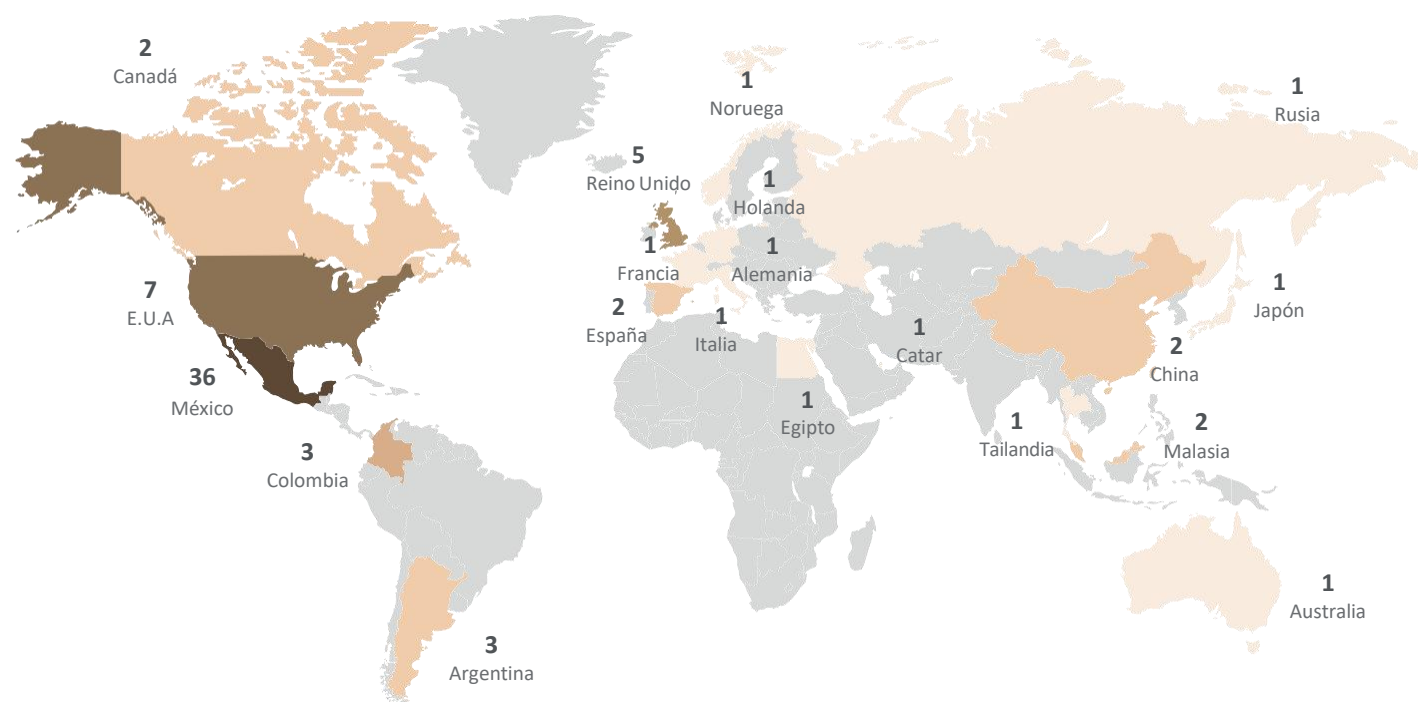 2
Canadá
1
Noruega
1
Rusia
5
Reino Unido
1
Holanda
1
Francia
1
Alemania
7
E.U.A
2
España
1
Italia
1
Catar
1
Japón
2
China
36
México
1
Egipto
1
Tailandia
2
Malasia
3
Colombia
1
Australia
3
Argentina